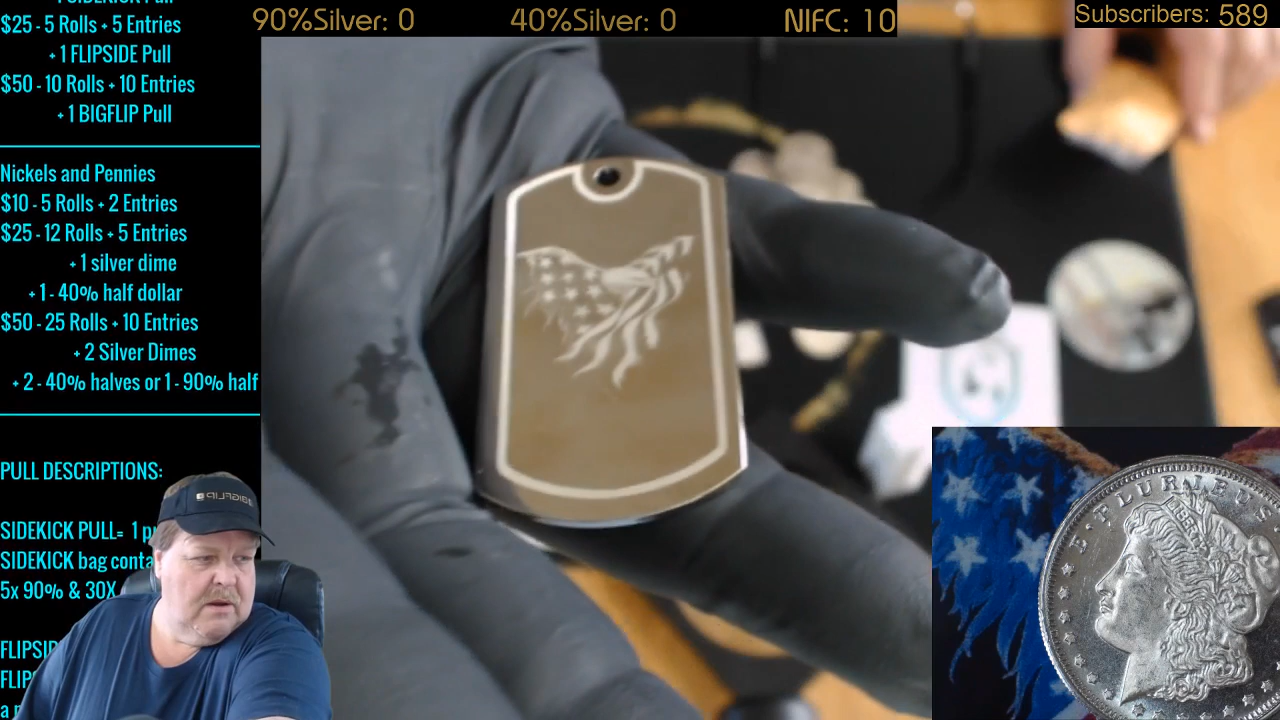 90%Silver: 0
40%Silver: 0
NIFC: 10
Subscribers: 589
$25 - 5 Rolls + 5 Entries
+ 1 FLIPSIDE Pull
$50 - 10 Rolls + 10 Entries
+ 1 BIGFLIP Pull
Nickels and Pennies
$10 - 5 Rolls + 2 Entries
$25 - 12 Rolls + 5 Entries
+ 1 silver dime
+ 1 - 40% half dollar
$50 - 25 Rolls + 10 Entries
+ 2 Silver Dimes
+ 2 - 40% halves or 1 - 90% half
PULL DESCRIPTIONS:
SIDEKICK PULL= 1
SIDEKICK bag
5x 90% & 30X
BIGFLIP
E·PLURIBUS